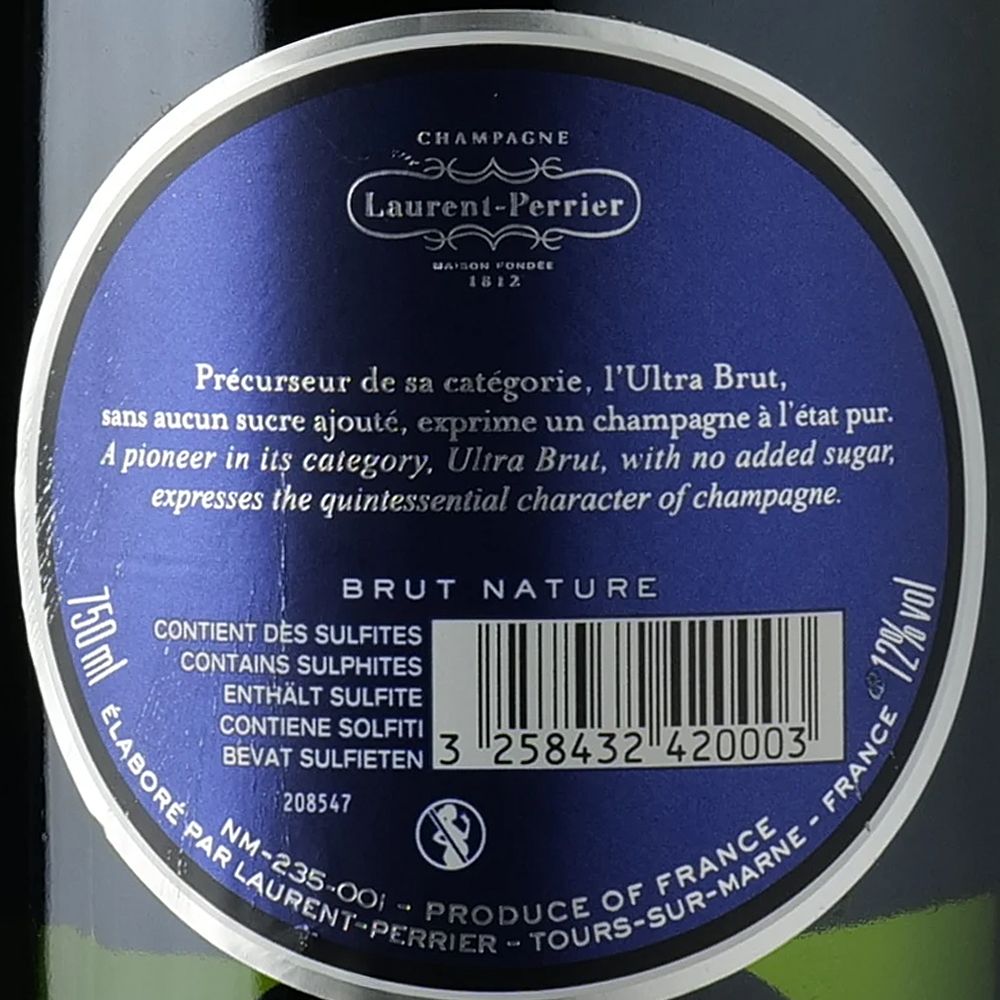 CHAMPAGNE
Laurent-Perrier
MAISON FONDÉE
1812
Précurseur de sa catégorie, l'Ultra Brut,
sans aucun sucre ajouté, exprime un champagne à l'état pur.
A pioneer in its category, Ultra Brut, with no added sugar,
expresses the quintessential character of champagne.
BRUT NATURE
750 ml
CONTIENT DES SULFITES
CONTAINS SULPHITES
ENTHÄLT SULFITE
CONTIENE SOLFITI
BEVAT SULFIETEN
3 258432 420003
12% vol
208547
NM-235-001 - PRODUCE OF FRANCE
ÉLABORÉ PAR LAURENT-PERRIER - TOURS-SUR-MARNE - FRANCE